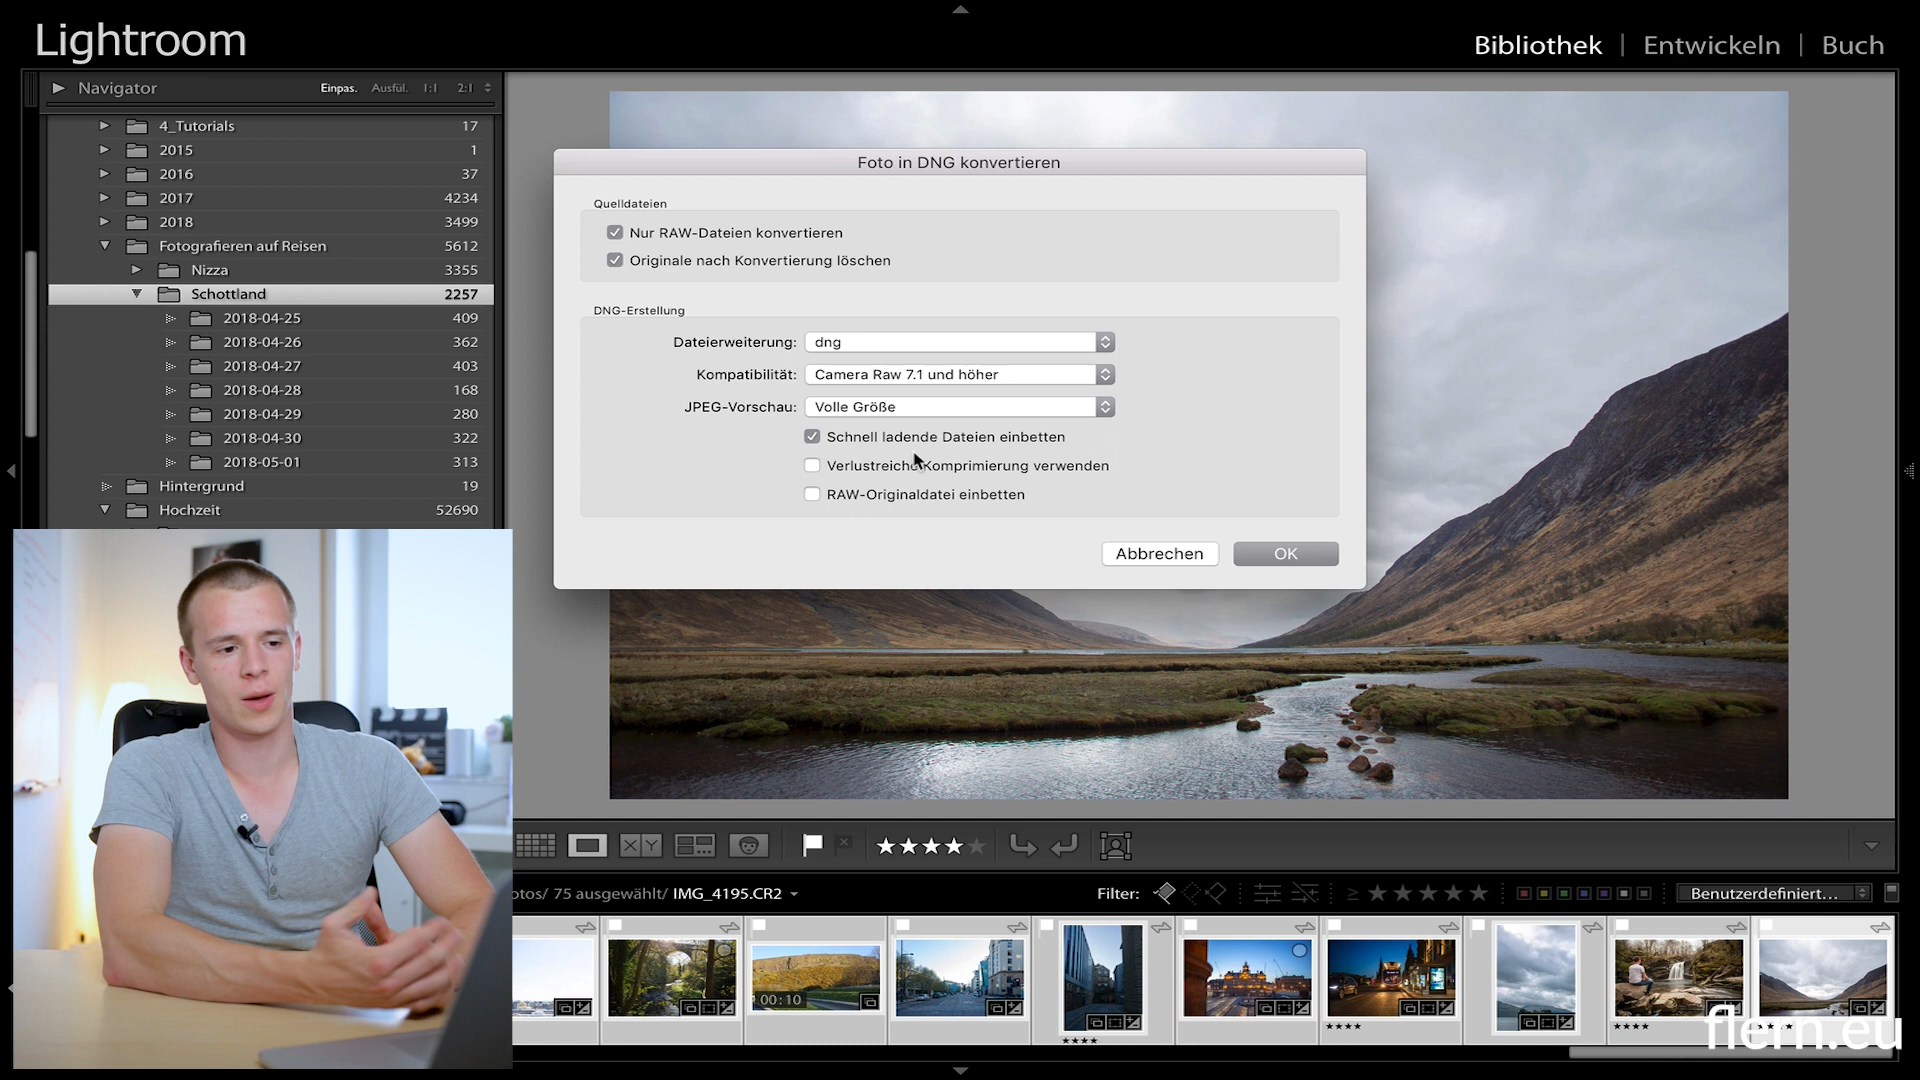 Lightroom
Bibliothek | Entwickeln | Buch
Navigator Einpas. Ausfül. 1:1 2:1
4_Tutorials 17
2015 1
2016 37
2017 4234
2018 3499
Fotografieren auf Reisen 5612
Nizza 3355
Schottland 2257
2018-04-25 409
2018-04-26 362
2018-04-27 403
2018-04-28 168
2018-04-29 280
2018-04-30 322
2018-05-01 313
Hintergrund 19
Hochzeit 52690
Foto in DNG konvertieren
Quelldateien
Nur RAW-Dateien konvertieren
Originale nach Konvertierung löschen
DNG-Erstellung
Dateierweiterung: dng
Kompatibilität: Camera Raw 7.1 und höher
JPEG-Vorschau: Volle Größe
Schnell ladende Dateien einbetten
Verlustreiche Komprimierung verwenden
RAW-Originaldatei einbetten
Abbrechen OK
X Y
otos/ 75 ausgewählt/ IMG_4195.CR2
Filter: Benutzerdefiniert...
00:10
flern.eu